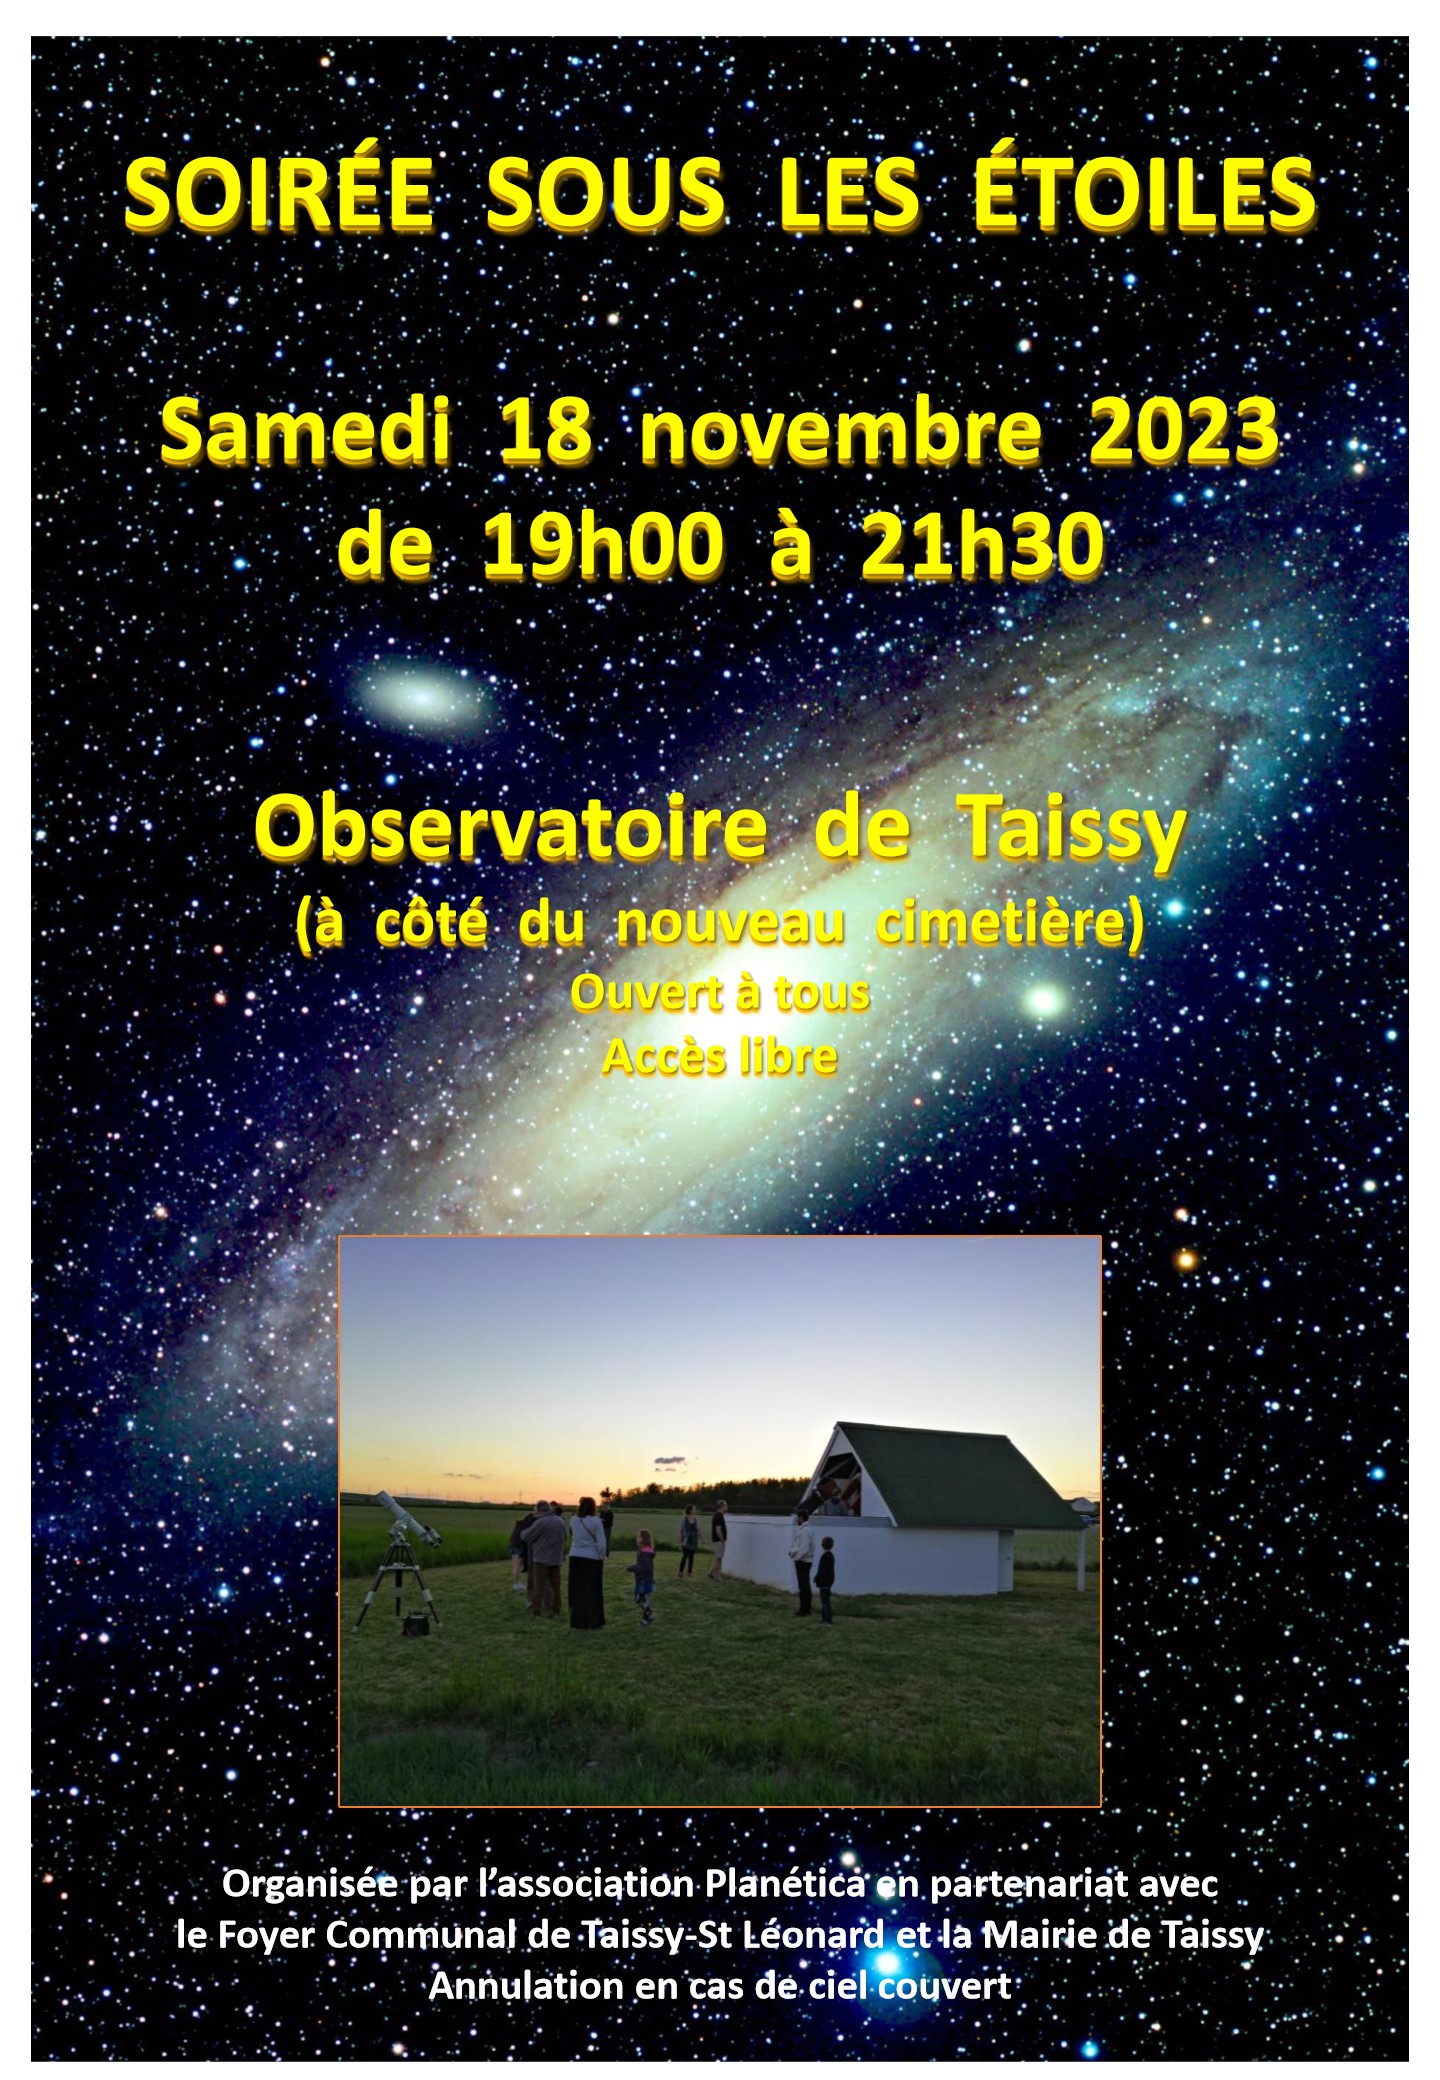 SOIRÉE SOUS LES ÉTOILES
Samedi 18 novembre 2023
de 19h00 à 21h30
Observatoire de Taissy
(à côté du nouveau cimetière)
Ouvert à tous
Accès libre
Organisée par l’association Planética en partenariat avec
le Foyer Communal de Taissy-St Léonard et la Mairie de Taissy
Annulation en cas de ciel couvert